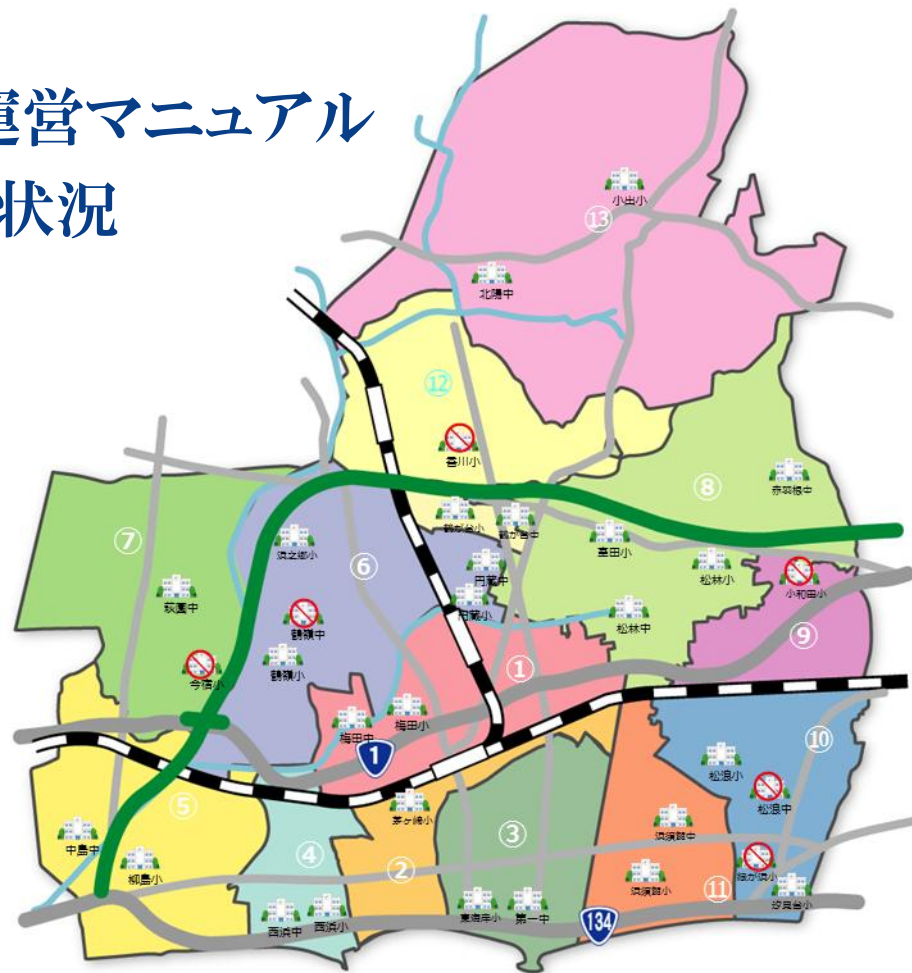 運営マニュアル
状況
小出小
⑬
北陽中
⑫
香川小
⑧
赤羽根中
⑦
鶴が台小
鶴が台中
浜之郷小
⑥
室田小
円蔵中
松林小
小和田小
萩園中
円蔵小
松林中
鶴嶺中
⑨
鶴嶺小
①
今宿小
梅田中
梅田小
1
⑩
松浪小
⑤
松浪中
茅ヶ崎小
中島中
③
浜須賀中
④
柳島小
②
緑が浜小
浜須賀小
⑪
汐見台小
西浜中
西浜小
東海岸小
第一中
134